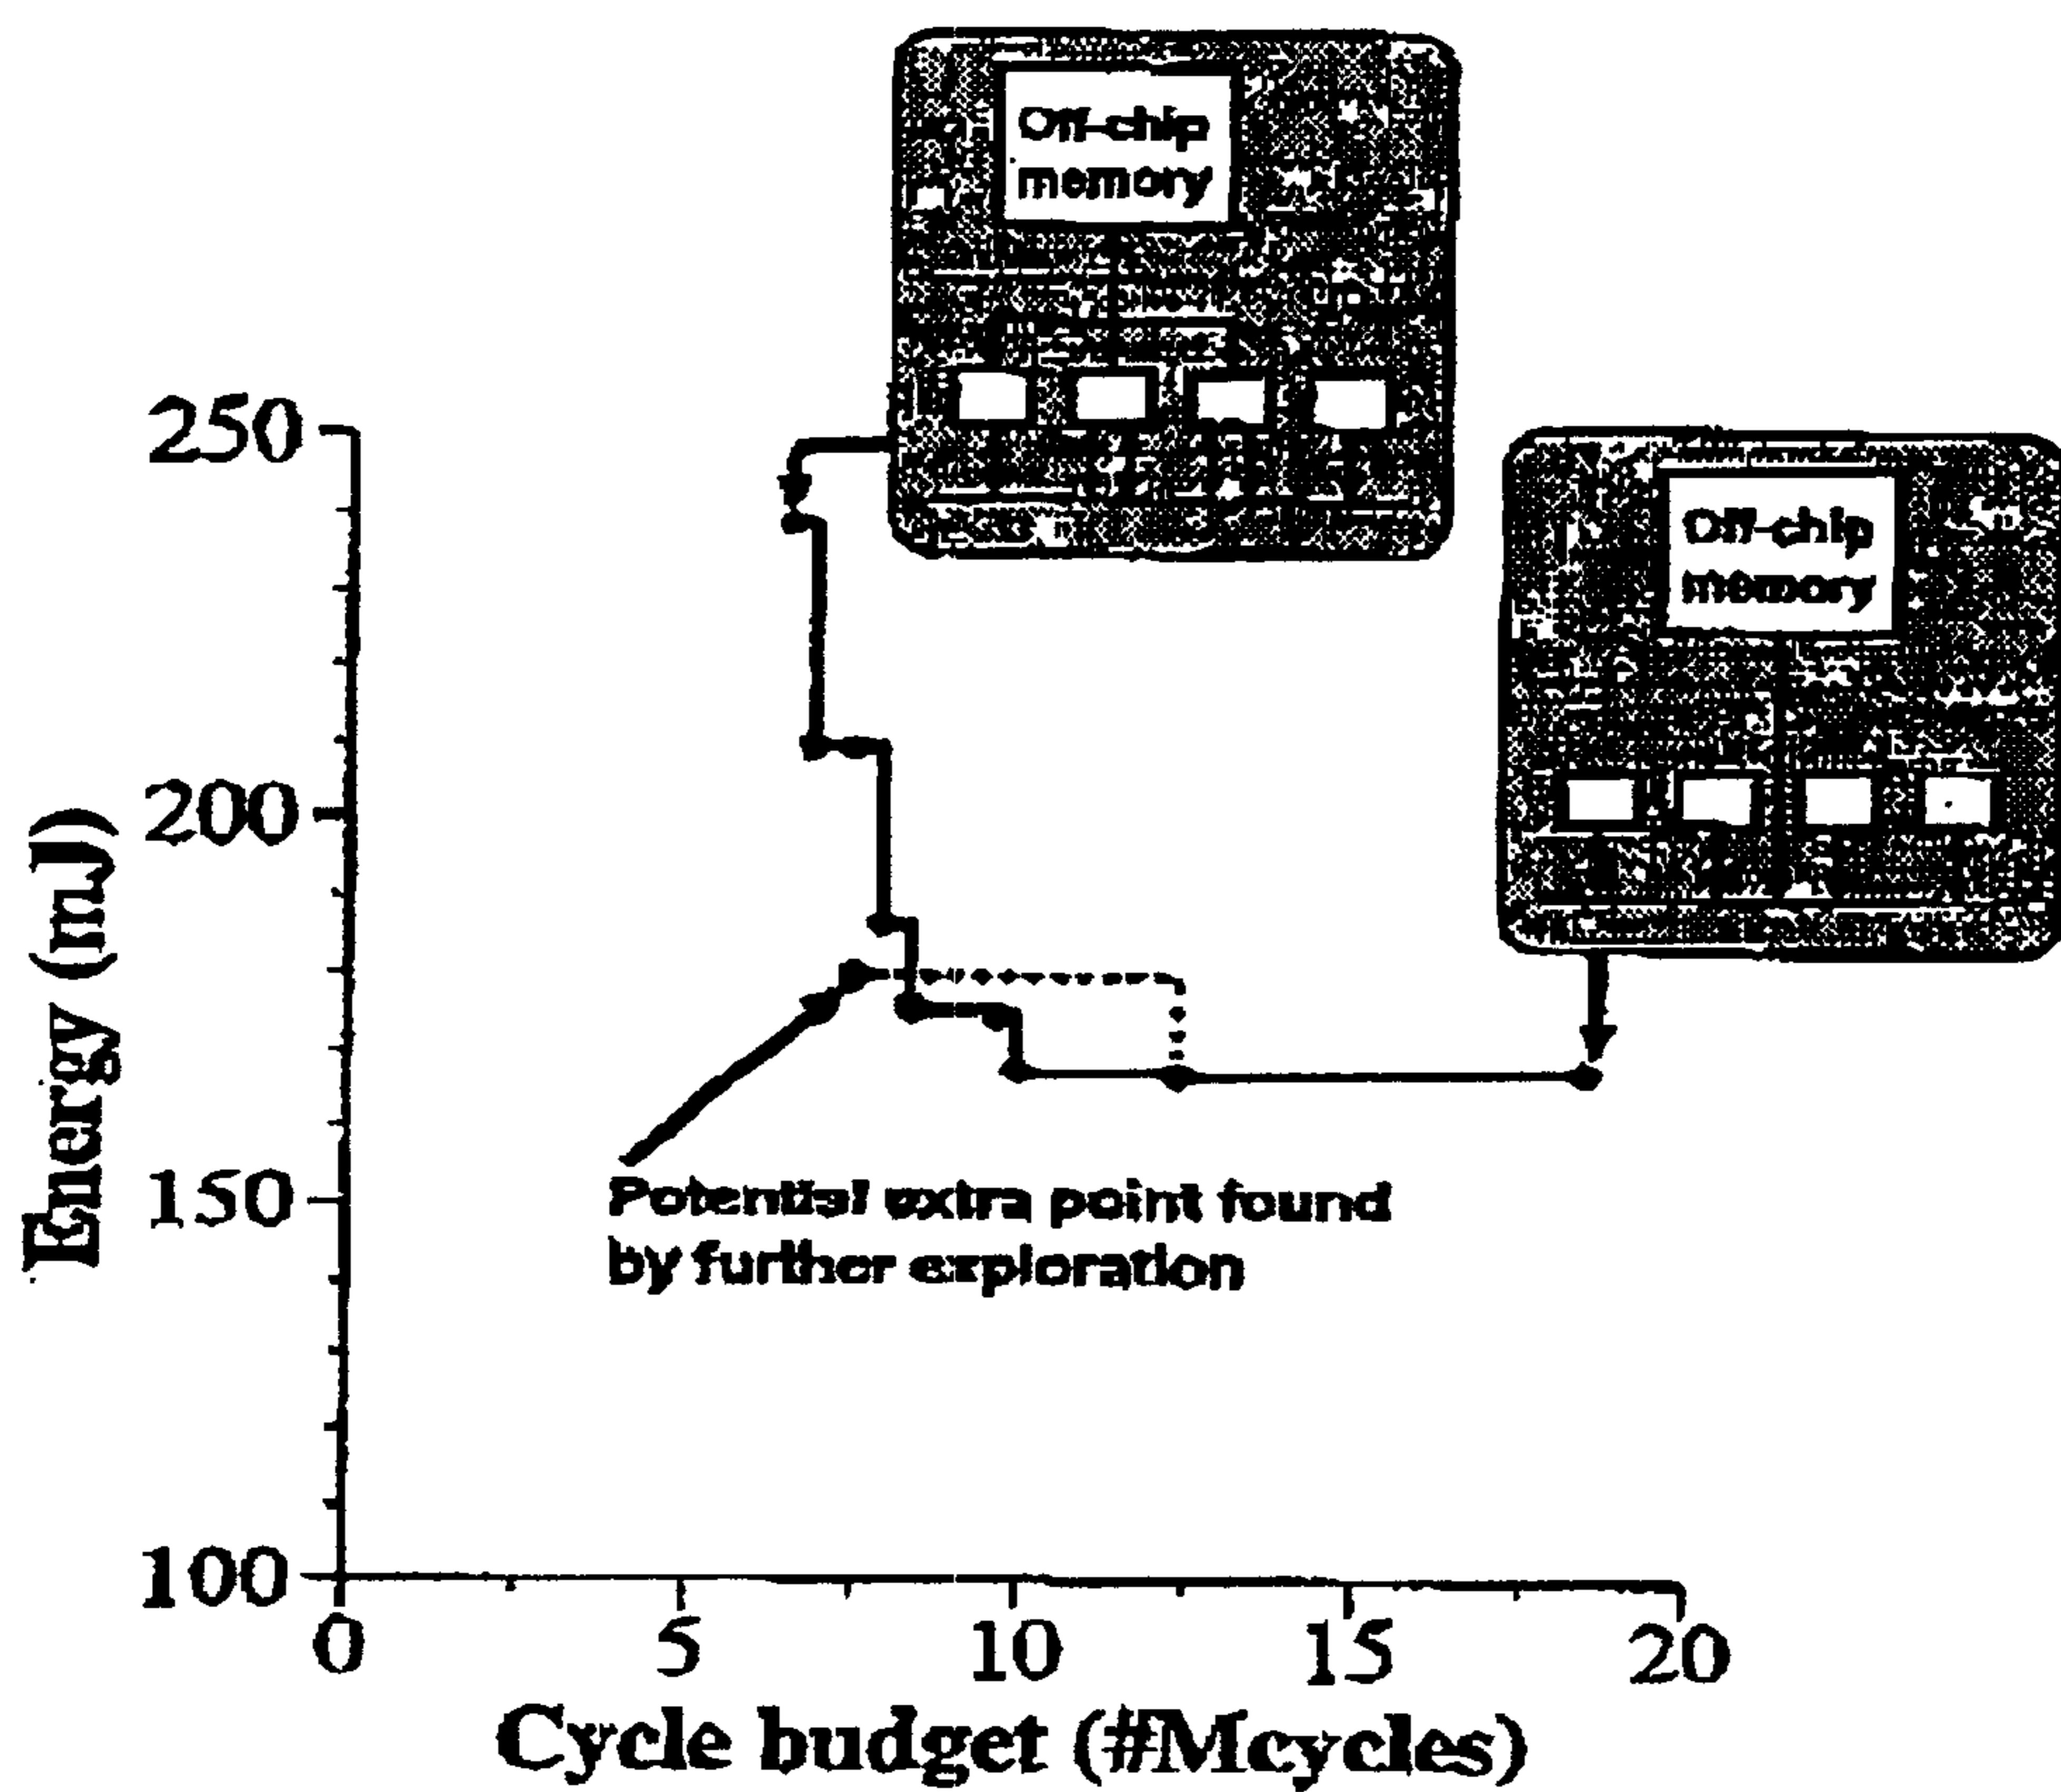 Off-chip
memory
Off-chip
memory
250
200
150
100
Energy (mJ)
Potential extra point found
by further exploration
0 5 10 15 20
Cycle budget (#Mcycles)